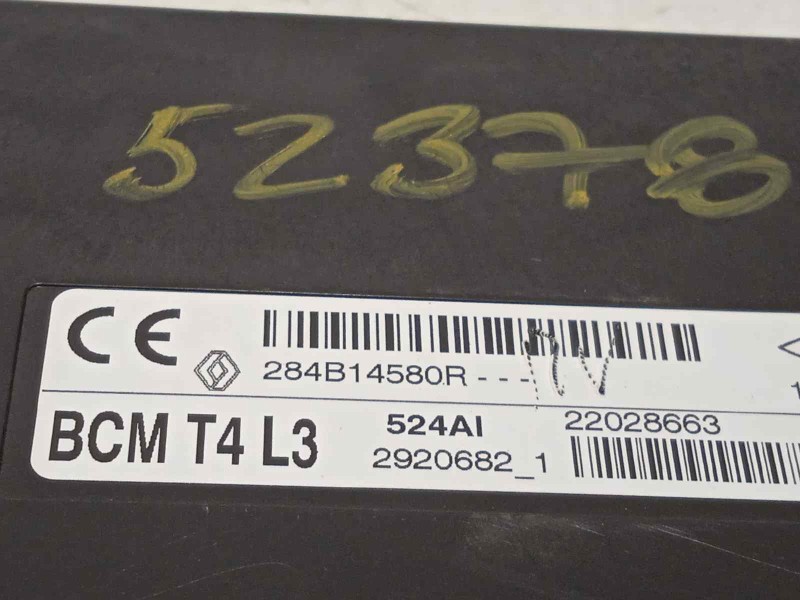 52378
CE
284B14580R---
BCM T4 L3 524AI 22028663
2920682_1